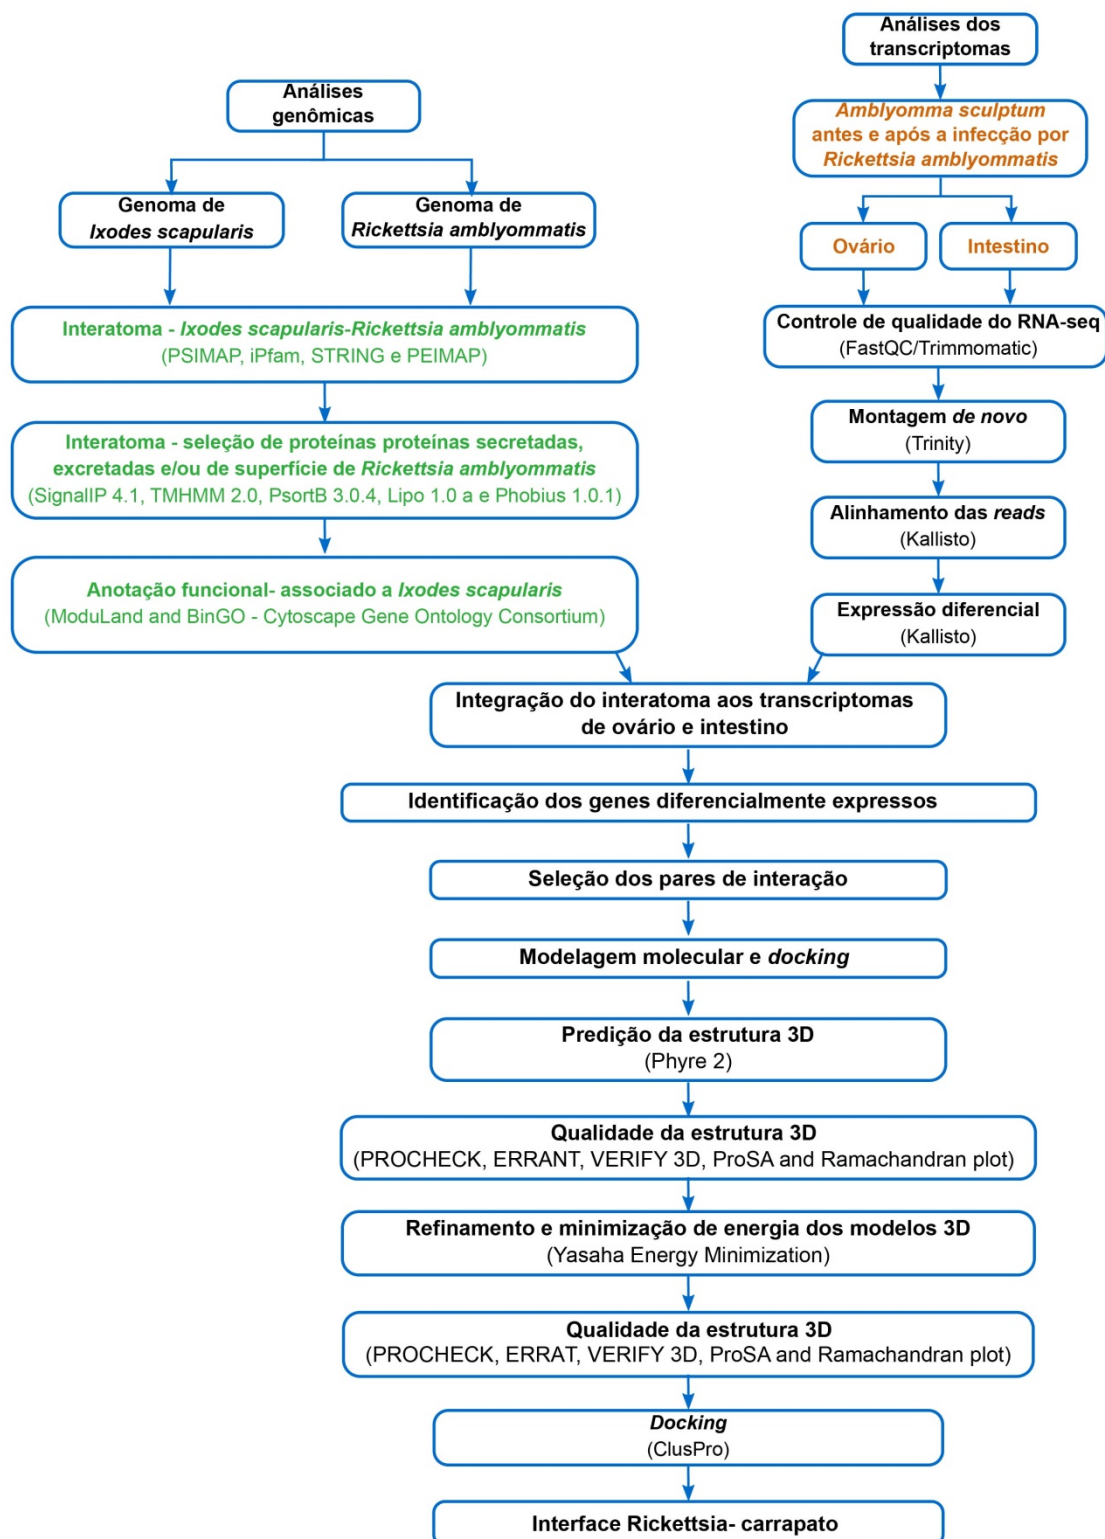 Análises dos
transcriptomas
Análises
genômicas
Amblyomma sculptum
antes e após a infecção por
Rickettsia amblyommatis
Genoma de
Ixodes scapularis
Genoma de
Rickettsia amblyommatis
Ovário
Intestino
Interatoma - Ixodes scapularis-Rickettsia amblyommatis
(PSIMAP, iPfam, STRING e PEIMAP)
Controle de qualidade do RNA-seq
(FastQC/Trimmomatic)
Interatoma - seleção de proteínas proteínas secretadas,
excretadas e/ou de superfície de Rickettsia amblyommatis
(SignalIP 4.1, TMHMM 2.0, PsortB 3.0.4, Lipo 1.0 a e Phobius 1.0.1)
Montagem de novo
(Trinity)
Alinhamento das reads
(Kallisto)
Anotação funcional- associado a Ixodes scapularis
(ModuLand and BinGO - Cytoscape Gene Ontology Consortium)
Expressão diferencial
(Kallisto)
Integração do interatoma aos transcriptomas
de ovário e intestino
Identificação dos genes diferencialmente expressos
Seleção dos pares de interação
Modelagem molecular e docking
Predição da estrutura 3D
(Phyre 2)
Qualidade da estrutura 3D
(PROCHECK, ERRANT, VERIFY 3D, ProSA and Ramachandran plot)
Refinamento e minimização de energia dos modelos 3D
(Yasaha Energy Minimization)
Qualidade da estrutura 3D
(PROCHECK, ERRAT, VERIFY 3D, ProSA and Ramachandran plot)
Docking
(ClusPro)
Interface Rickettsia- carrapato